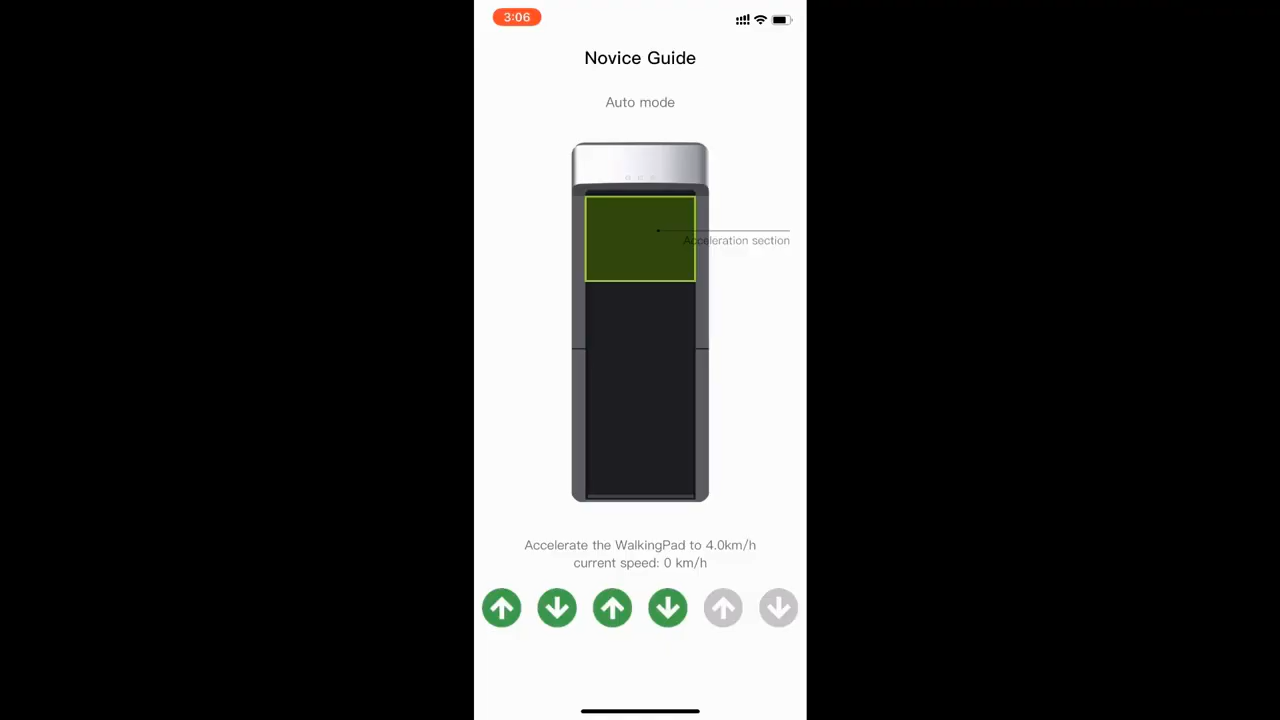 3:06
Novice Guide
Auto mode
Acceleration section
Accelerate the WalkingPad to 4.0km/h
current speed: 0 km/h